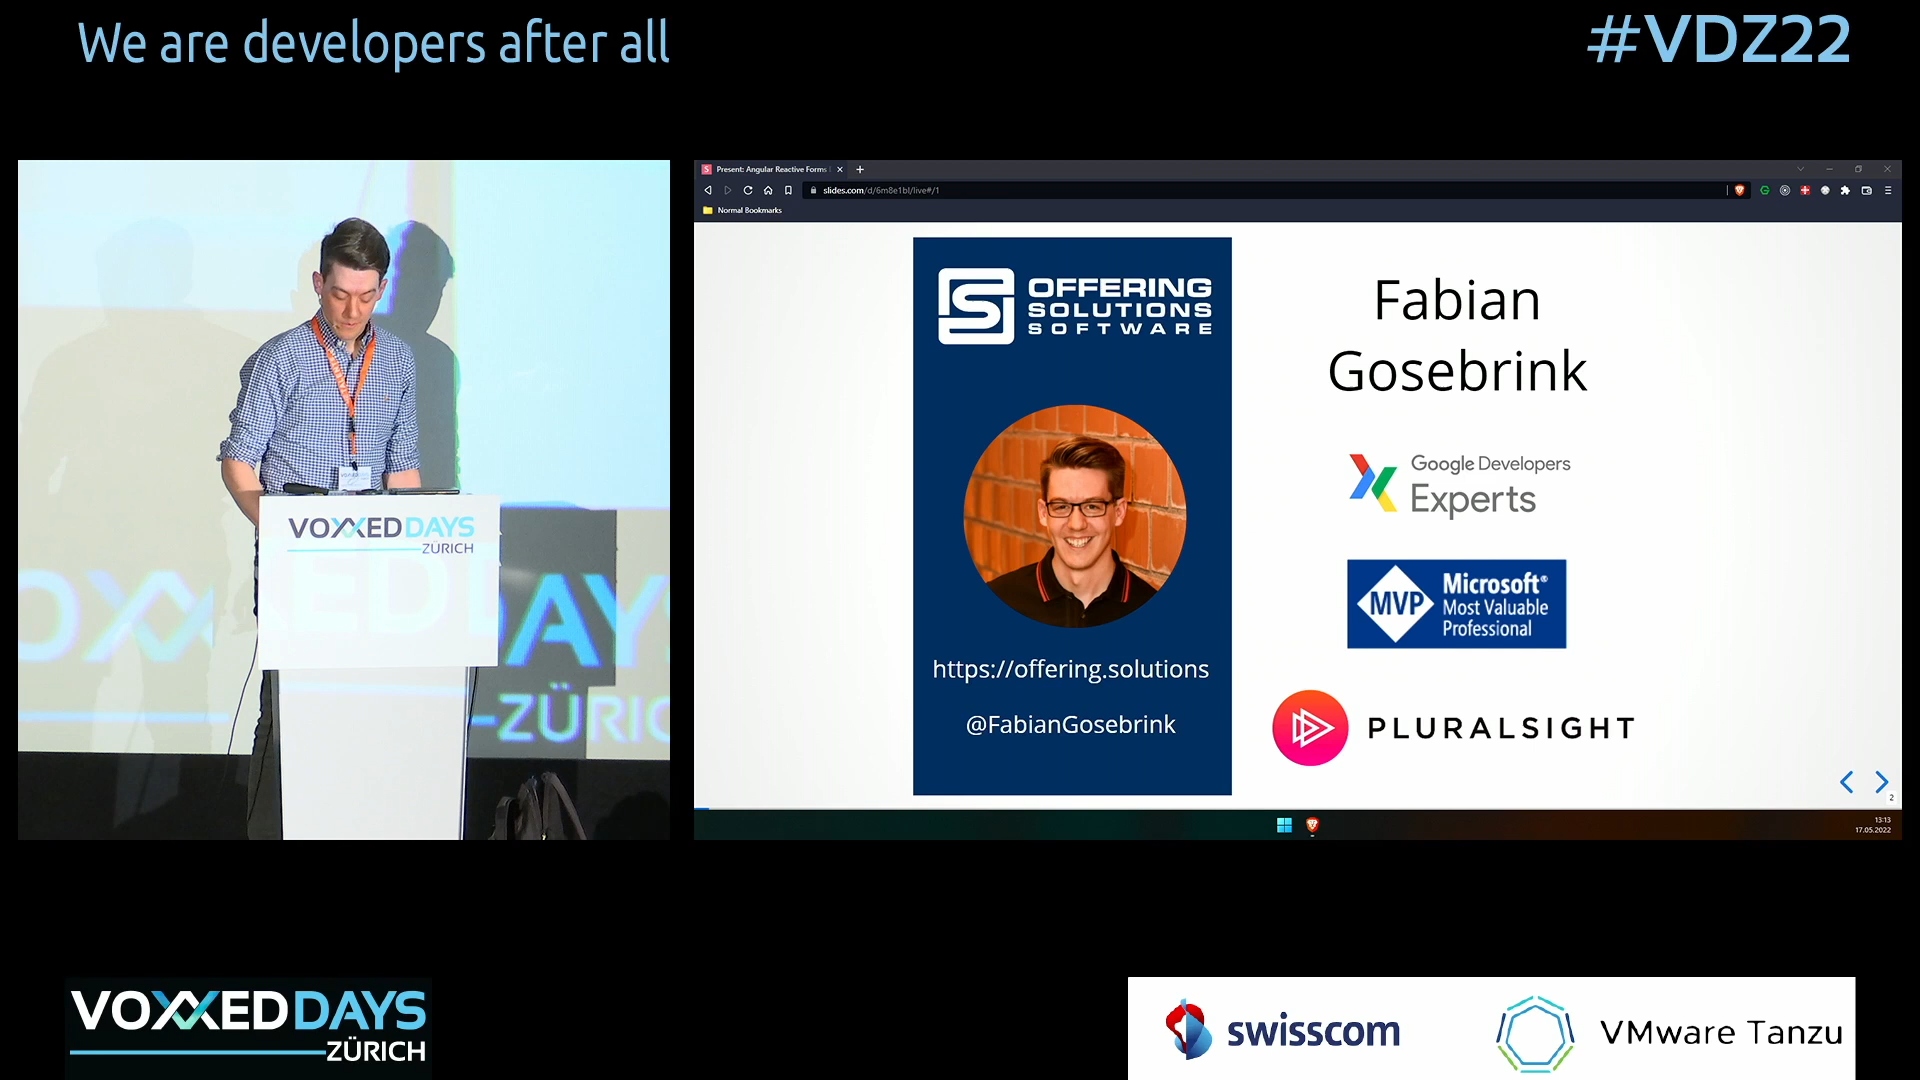 We are developers after all
#VDZ22
Present: Angular Reactive Forms
slides.com/d/6m8e1bl/live#/1
Normal Bookmarks
OFFERING
SOLUTIONS
SOFTWARE
https://offering.solutions
@FabianGosebrink
Fabian
Gosebrink
Google Developers
Experts
MVP
Microsoft®
Most Valuable
Professional
PLURALSIGHT
2
13:13
17.05.2022
VOXXED DAYS
ZÜRICH
VOXXED DAYS
ZÜRICH
swisscom
VMware Tanzu